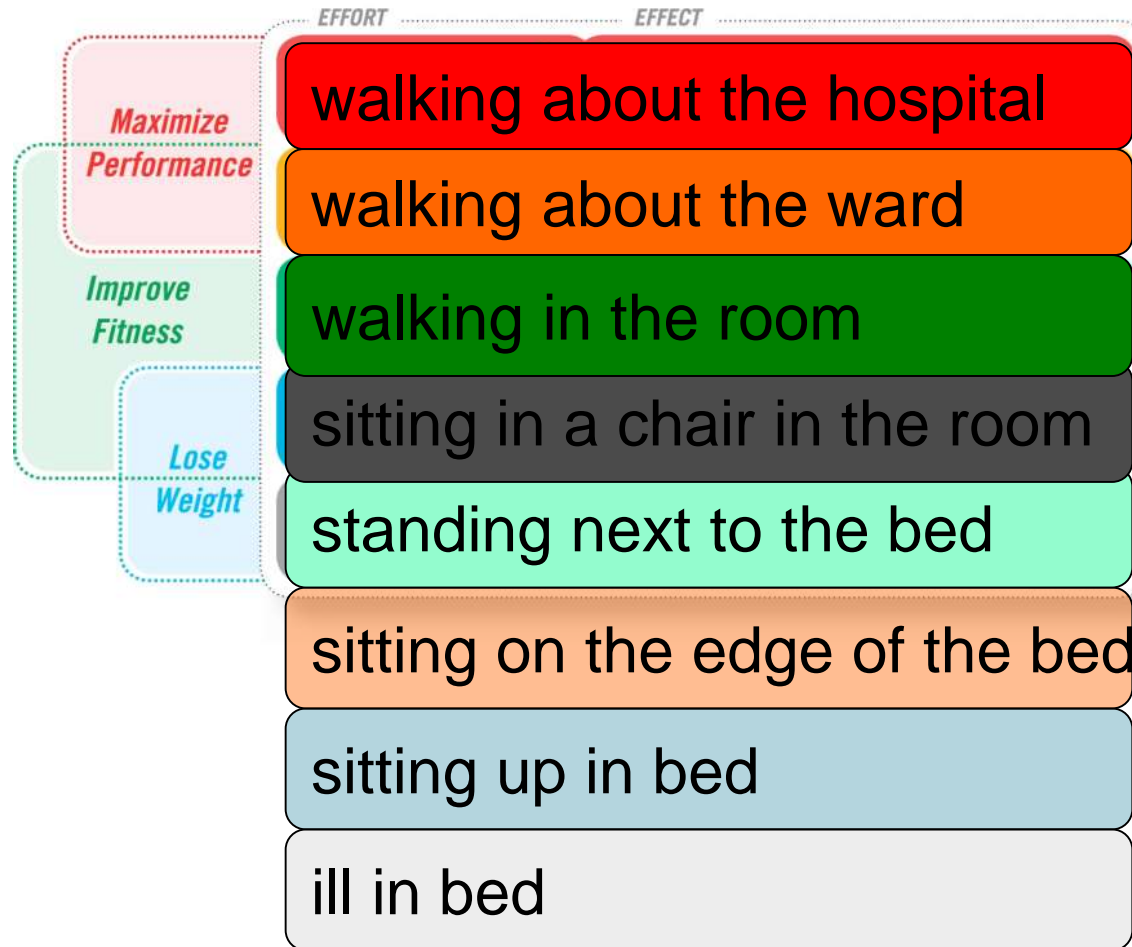 EFFORT EFFECT
walking about the hospital
Maximize
Performance
walking about the ward
Improve
Fitness
walking in the room
sitting in a chair in the room
Lose
Weight
standing next to the bed
sitting on the edge of the bed
sitting up in bed
ill in bed